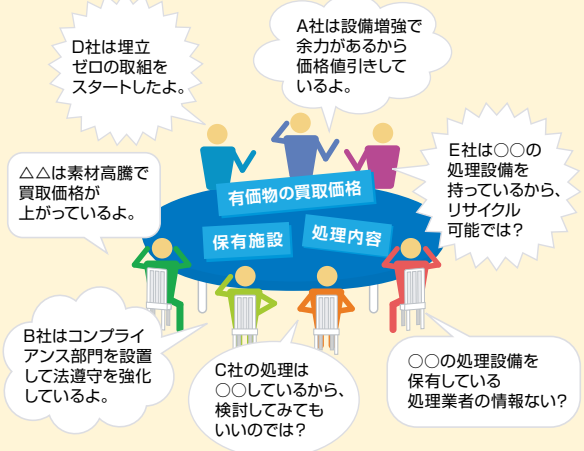 D社は埋立
ゼロの取組を
スタートしたよ。
A社は設備増強で
余力があるから
価格値引きして
いるよ。
△△は素材高騰で
買取価格が
上がっているよ。
E社は○○の
処理設備を
持っているから、
リサイクル
可能では？
有価物の買取価格
保有施設
処理内容
B社はコンプライ
アンス部門を設置
して法遵守を強化
しているよ。
C社の処理は
○○しているから、
検討してみても
いいのでは？
○○の処理設備を
保有している
処理業者の情報ない？